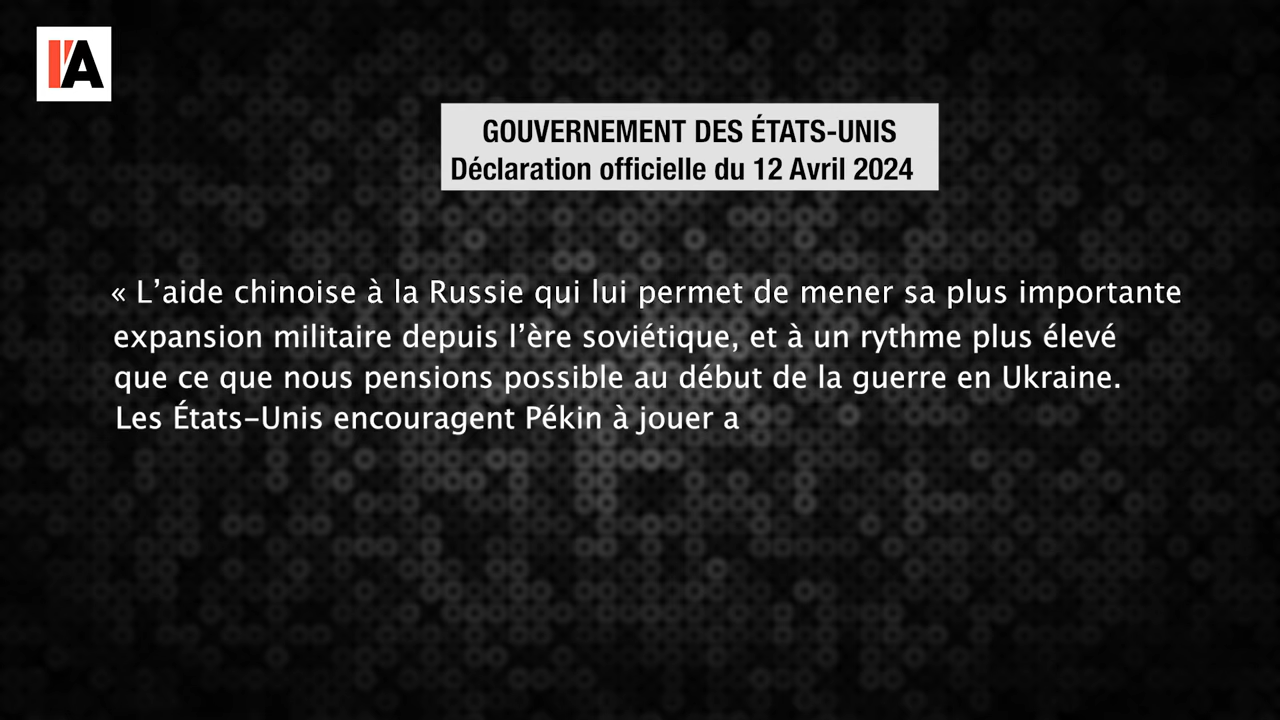 l'A
GOUVERNEMENT DES ÉTATS-UNIS
Déclaration officielle du 12 Avril 2024
« L’aide chinoise à la Russie qui lui permet de mener sa plus importante
expansion militaire depuis l’ère soviétique, et à un rythme plus élevé
que ce que nous pensions possible au début de la guerre en Ukraine.
Les États-Unis encouragent Pékin à jouer a